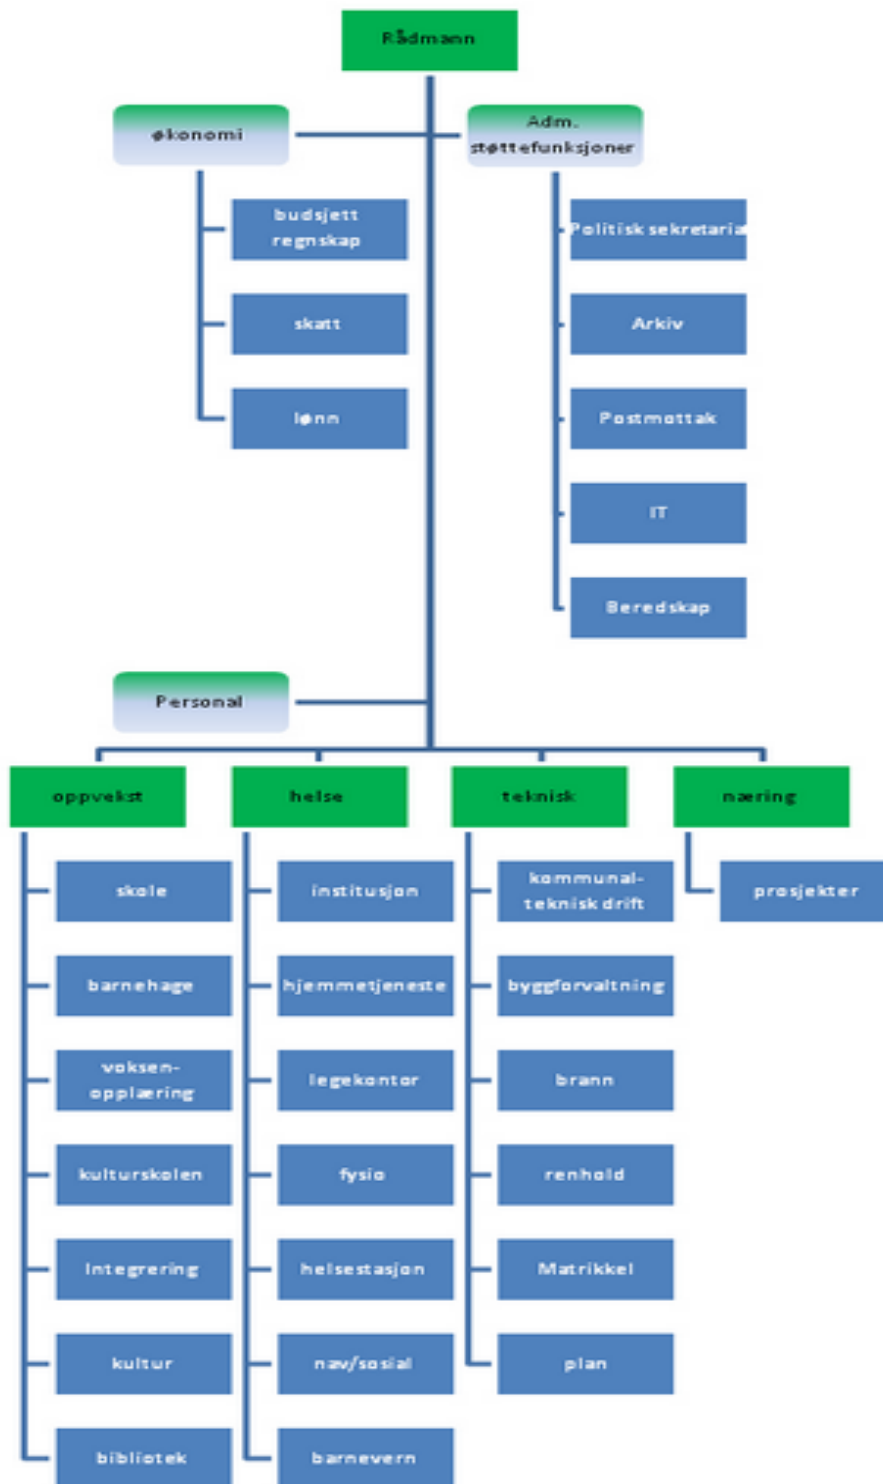 Rådmann
økonomi
Adm.
støttefunksjoner
budsjett
regnskap
skatt
lønn
Politisk sekretariat
Arkiv
Postmottak
IT
Beredskap
Personal
oppvekst
skole
barnehage
voksen-
opplæring
kulturskolen
Integrering
kultur
bibliotek
helse
institusjon
hjemmetjeneste
legekontor
fysio
helsestasjon
nav/sosial
barnevern
teknisk
kommunal-
teknisk drift
byggforvaltning
brann
renhold
Matrikkel
plan
næring
prosjekter